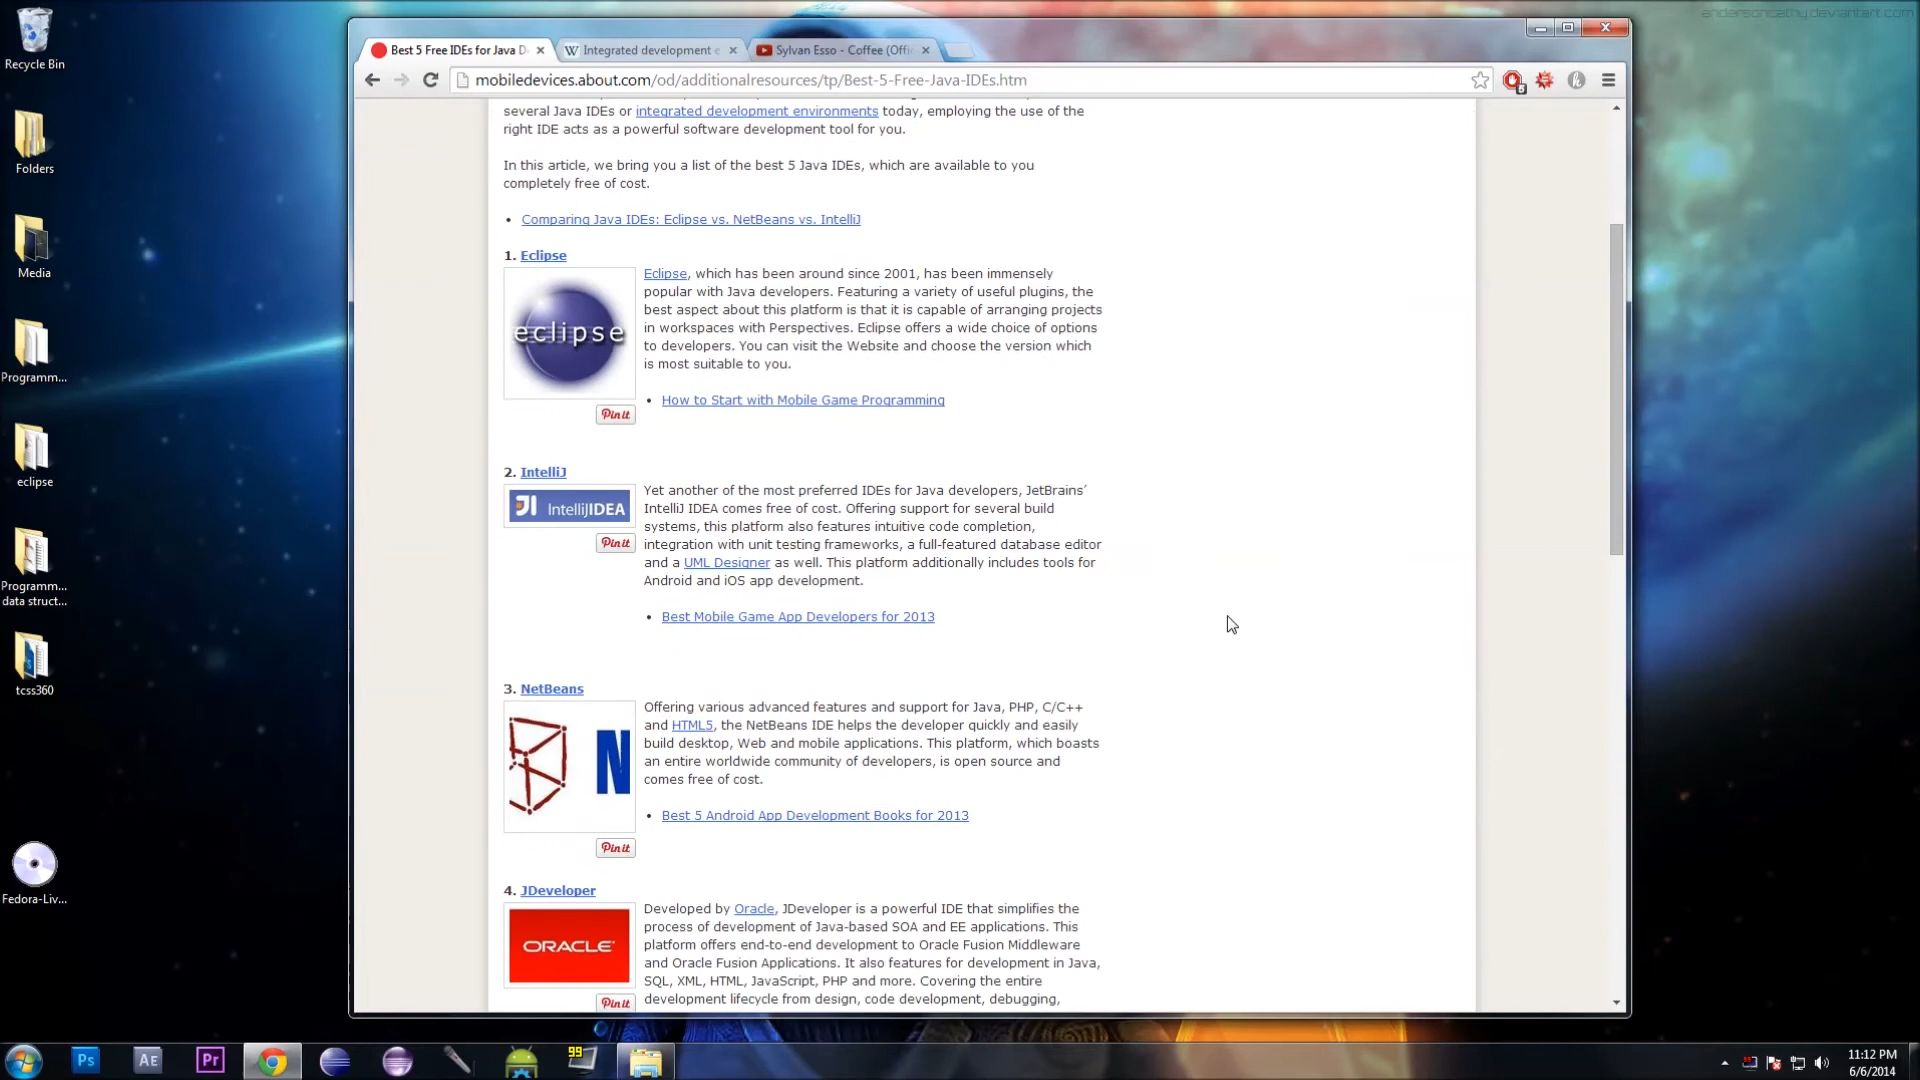 andersoncathy.deviantart.com
Recycle Bin
Folders
Media
Programm...
eclipse
Programm...
data struct...
tcss360
Fedora-Liv...
Best 5 Free IDEs for Java D
Integrated development e
Sylvan Esso - Coffee (Offi
mobiledevices.about.com/od/additionalresources/tp/Best-5-Free-Java-IDEs.htm
several Java IDEs or integrated development environments today, employing the use of the
right IDE acts as a powerful software development tool for you.
In this article, we bring you a list of the best 5 Java IDEs, which are available to you
completely free of cost.
• Comparing Java IDEs: Eclipse vs. NetBeans vs. IntelliJ
1. Eclipse
eclipse
Pin it
Eclipse, which has been around since 2001, has been immensely
popular with Java developers. Featuring a variety of useful plugins, the
best aspect about this platform is that it is capable of arranging projects
in workspaces with Perspectives. Eclipse offers a wide choice of options
to developers. You can visit the Website and choose the version which
is most suitable to you.
• How to Start with Mobile Game Programming
2. IntelliJ
JI IntelliJIDEA
Pin it
Yet another of the most preferred IDEs for Java developers, JetBrains´
IntelliJ IDEA comes free of cost. Offering support for several build
systems, this platform also features intuitive code completion,
integration with unit testing frameworks, a full-featured database editor
and a UML Designer as well. This platform additionally includes tools for
Android and iOS app development.
• Best Mobile Game App Developers for 2013
3. NetBeans
N
Pin it
Offering various advanced features and support for Java, PHP, C/C++
and HTML5, the NetBeans IDE helps the developer quickly and easily
build desktop, Web and mobile applications. This platform, which boasts
an entire worldwide community of developers, is open source and
comes free of cost.
• Best 5 Android App Development Books for 2013
4. JDeveloper
ORACLE
Pin it
Developed by Oracle, JDeveloper is a powerful IDE that simplifies the
process of development of Java-based SOA and EE applications. This
platform offers end-to-end development to Oracle Fusion Middleware
and Oracle Fusion Applications. It also features for development in Java,
SQL, XML, HTML, JavaScript, PHP and more. Covering the entire
development lifecycle from design, code development, debugging,
Ps
AE
Pr
99
11:12 PM
6/6/2014